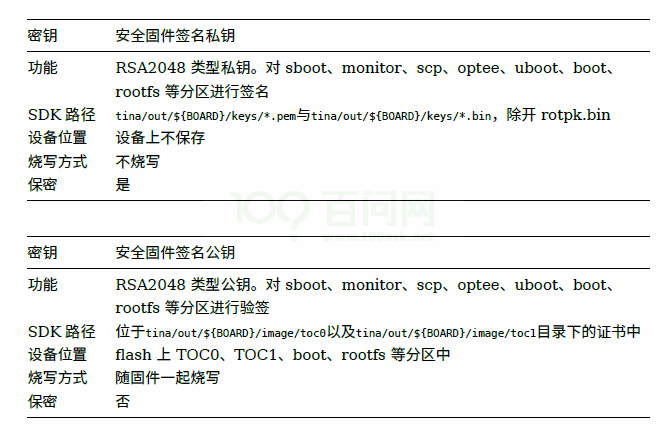 密钥 安全固件签名私钥
功能 RSA2048 类型私钥。对 sboot、monitor、scp、optee、uboot、boot、
rootfs 等分区进行签名
SDK 路径 tina/out/${BOARD}/keys/*.pem与tina/out/${BOARD}/keys/*.bin，除开 rotpk.bin
设备位置 设备上不保存
烧写方式 不烧写
保密 是
百问网
www.100ask.net
密钥 安全固件签名公钥
功能 RSA2048 类型公钥。对 sboot、monitor、scp、optee、uboot、boot、
rootfs 等分区进行验签
SDK 路径 位于tina/out/${BOARD}/image/toc0以及tina/out/${BOARD}/image/toc1目录下的证书中
设备位置 flash 上 TOC0、TOC1、boot、rootfs 等分区中
烧写方式 随固件一起烧写
保密 否